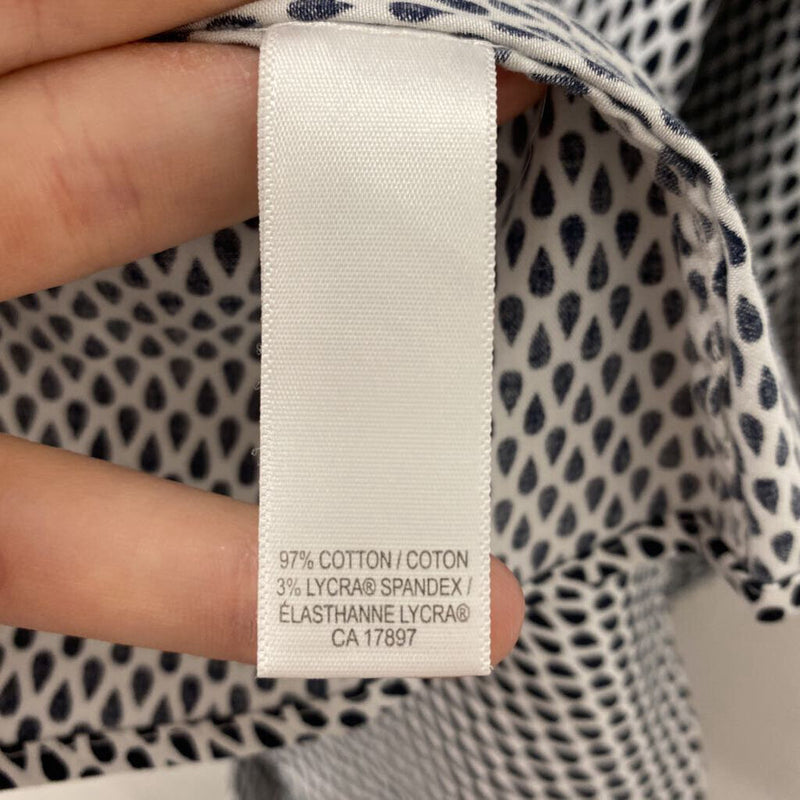 97% COTTON / COTON
3% LYCRA® SPANDEX /
ÉLASTHANNE LYCRA®
CA 17897